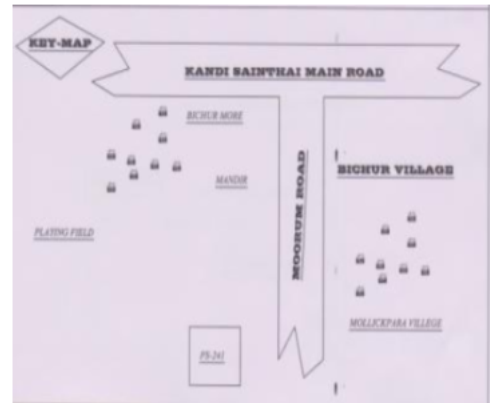 KEY-MAP
KANDI SAINTHAI MAIN ROAD
BICHUR MORE
MOORUM ROAD
BICHUR VILLAGE
MANDIR
PLAYING FIELD
MOLLICKPARA VILLEGE
PS-241